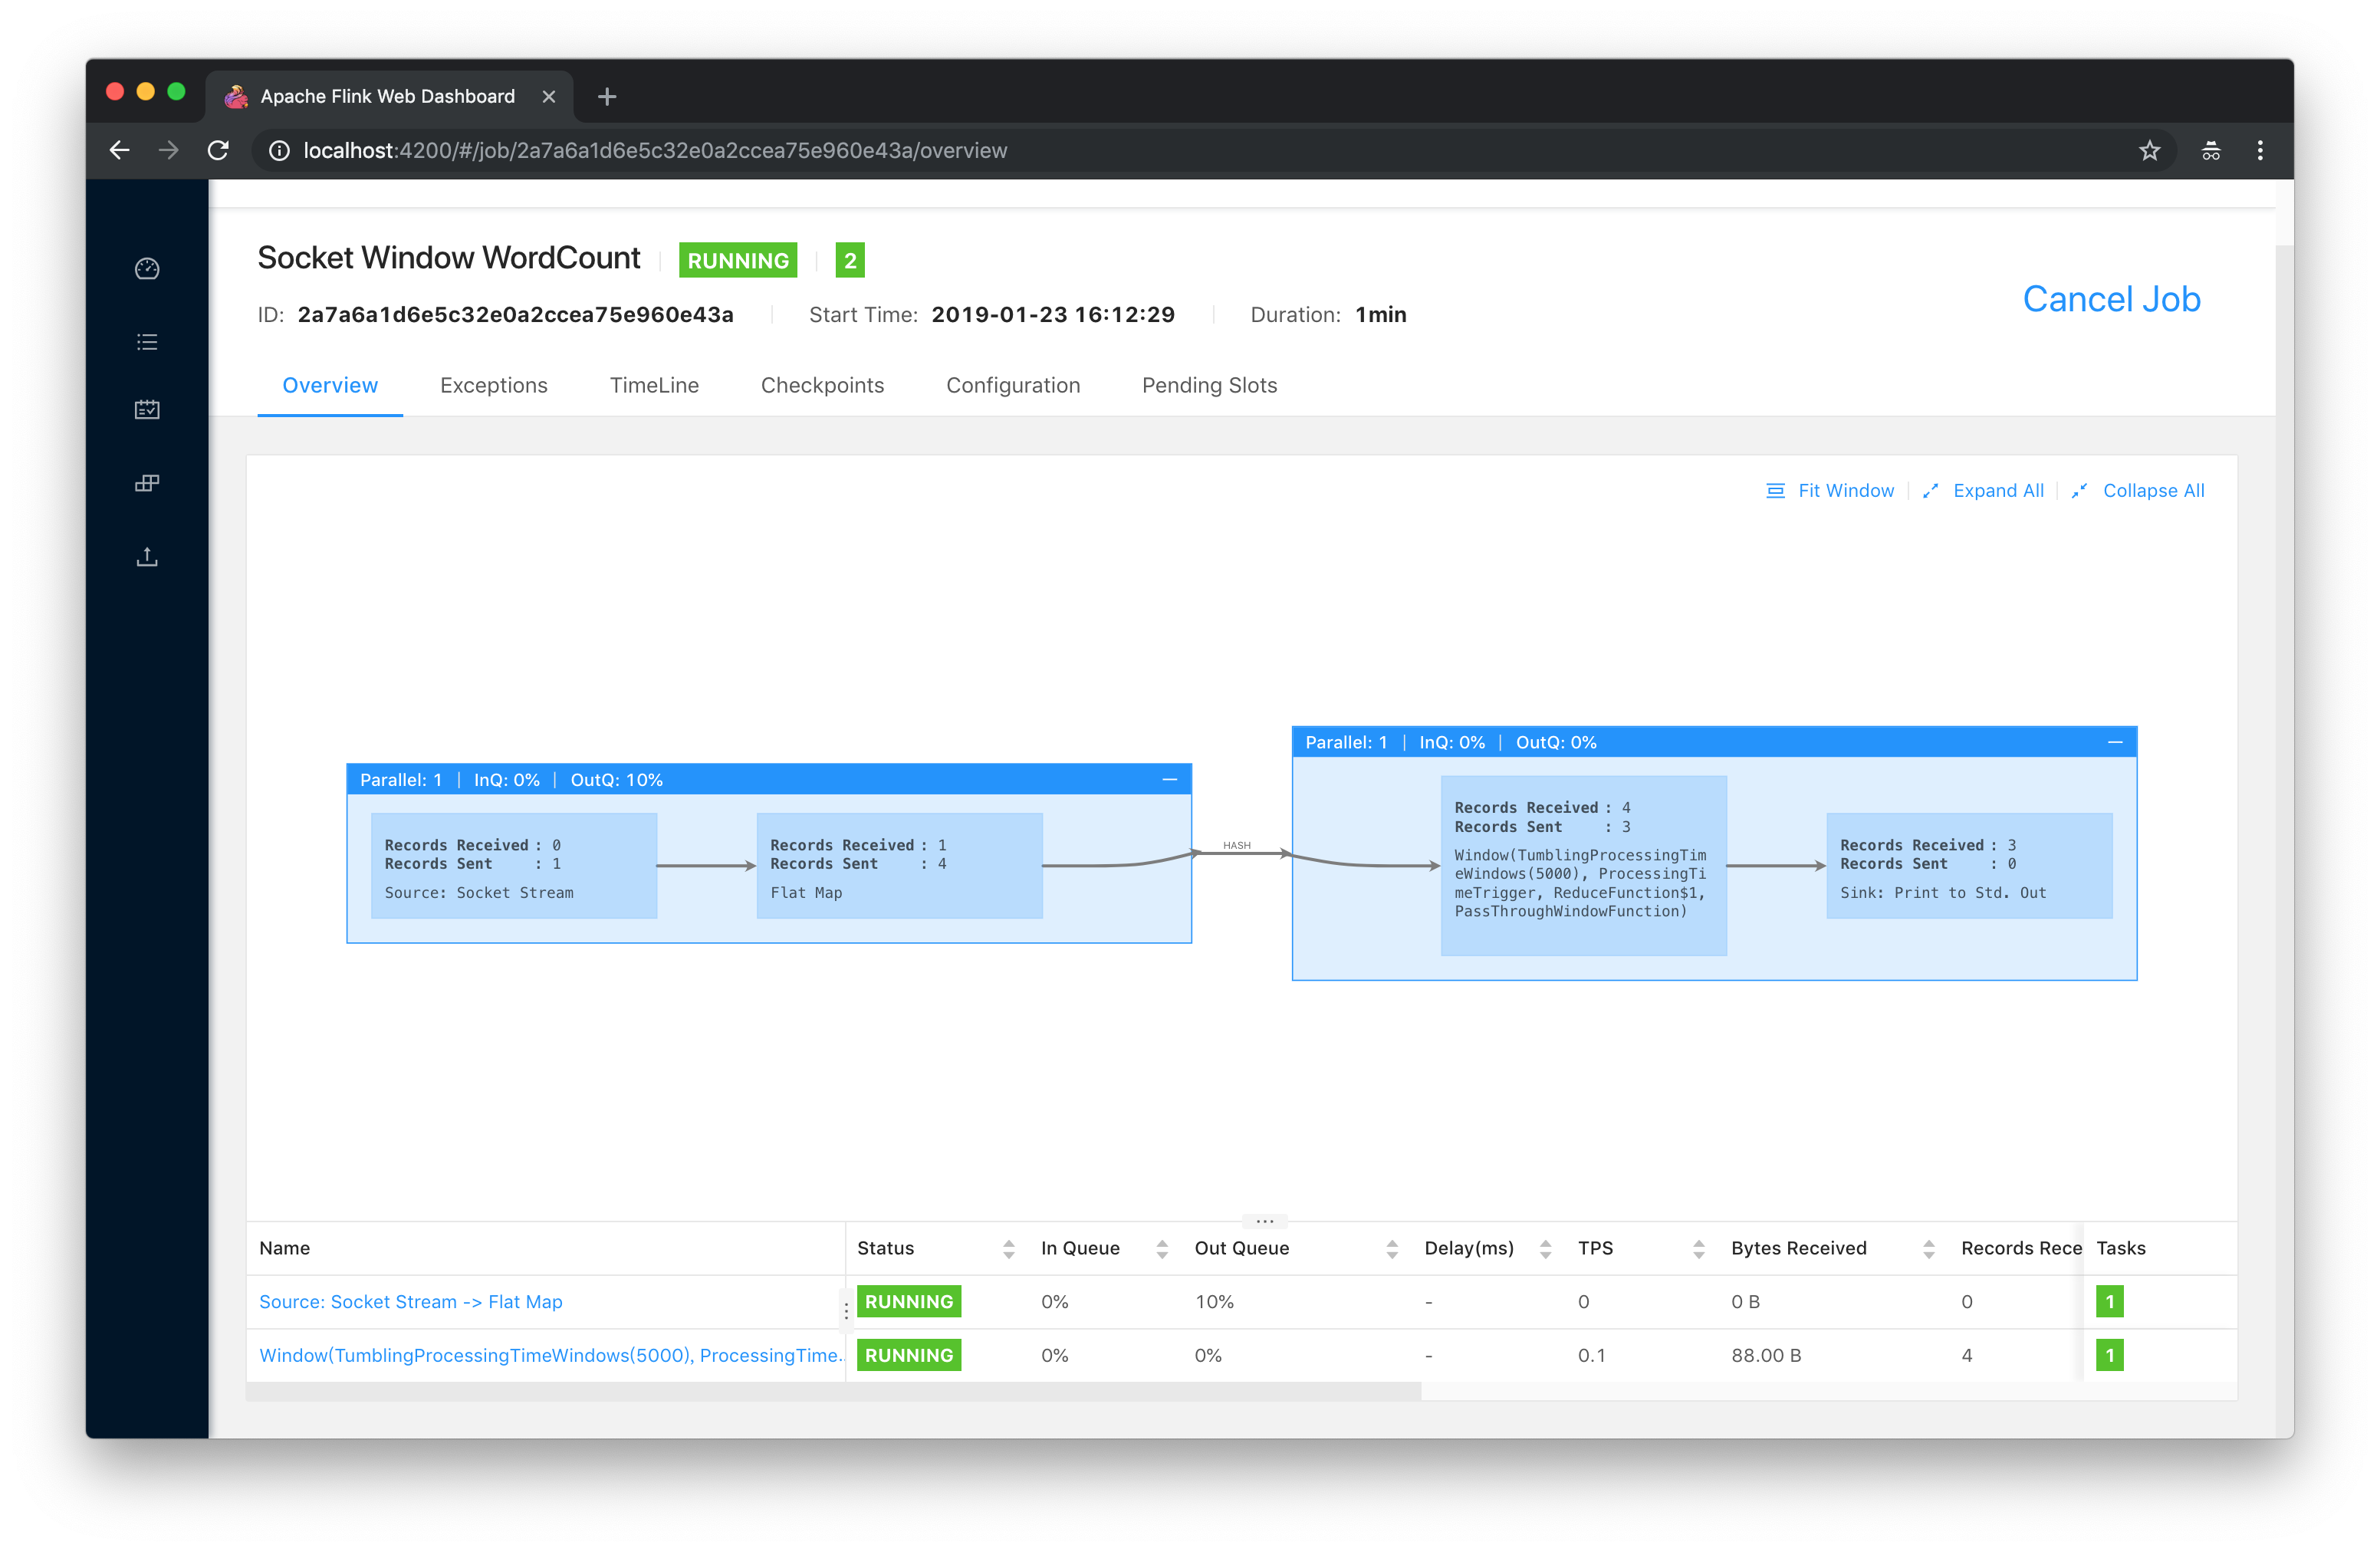 Apache Flink Web Dashboard
localhost:4200/#/job/2a7a6a1d6e5c32e0a2ccea75e960e43a/overview
Socket Window WordCount RUNNING 2
ID: 2a7a6a1d6e5c32e0a2ccea75e960e43a Start Time: 2019-01-23 16:12:29 Duration: 1min
Cancel Job
Overview Exceptions TimeLine Checkpoints Configuration Pending Slots
Fit Window Expand All Collapse All
Parallel: 1 | InQ: 0% | OutQ: 10%
Records Received : 0
Records Sent : 1
Source: Socket Stream
Records Received : 1
Records Sent : 4
Flat Map
HASH
Parallel: 1 | InQ: 0% | OutQ: 0%
Records Received : 4
Records Sent : 3
Window(TumblingProcessingTim
eWindows(5000), ProcessingTi
meTrigger, ReduceFunction$1,
PassThroughWindowFunction)
Records Received : 3
Records Sent : 0
Sink: Print to Std. Out
Name Status In Queue Out Queue Delay(ms) TPS Bytes Received Records Rece Tasks
Source: Socket Stream -> Flat Map RUNNING 0% 10% - 0 0 B 0 1
Window(TumblingProcessingTimeWindows(5000), ProcessingTime.. RUNNING 0% 0% - 0.1 88.00 B 4 1